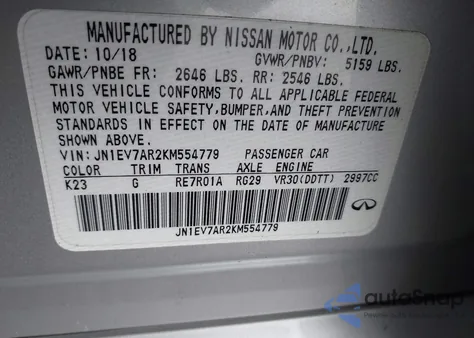 MANUFACTURED BY NISSAN MOTOR CO.,LTD.
DATE: 10/18 GVWR/PNBV: 5159 LBS.
GAWR/PNBE FR: 2646 LBS. RR: 2546 LBS.
THIS VEHICLE CONFORMS TO ALL APPLICABLE FEDERAL
MOTOR VEHICLE SAFETY,BUMPER,AND THEFT PREVENTION
STANDARDS IN EFFECT ON THE DATE OF MANUFACTURE
SHOWN ABOVE.
VIN: JN1EV7AR2KM554779 PASSENGER CAR
COLOR TRIM TRANS AXLE ENGINE
K23 G RE7R01A RG29 VR30(DDTT) 2997CC
JN1EV7AR2KM554779
autoSnap